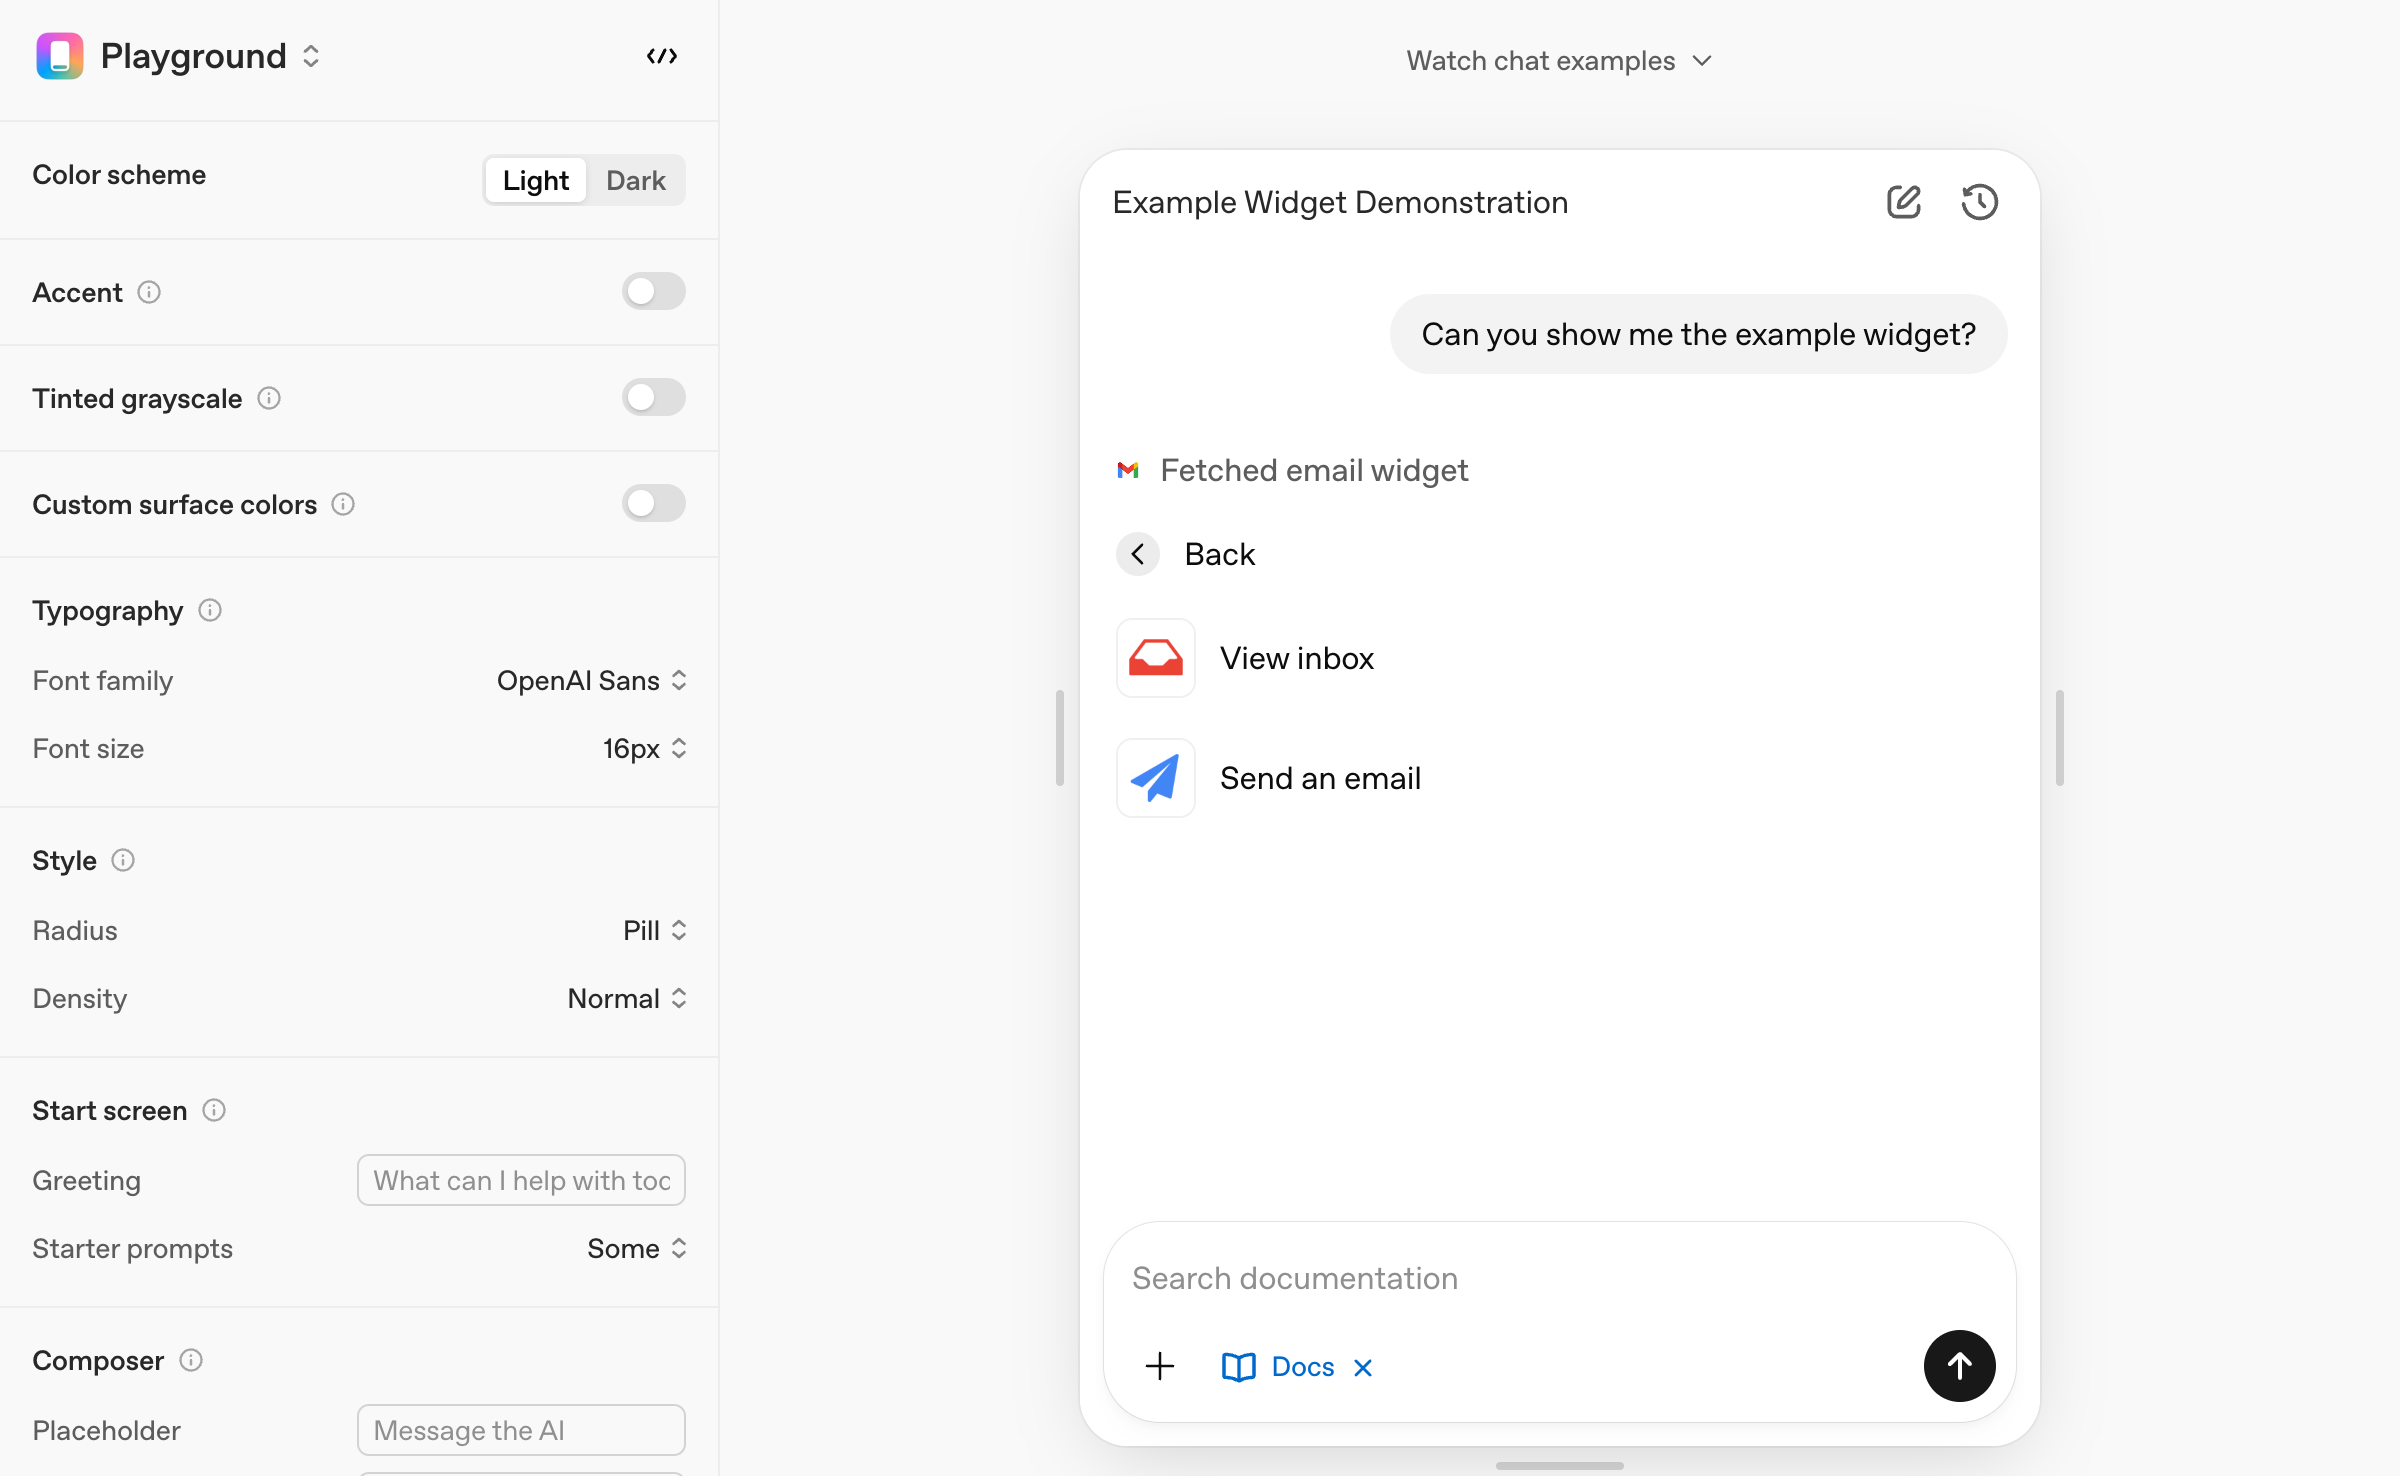 Playground
Color scheme
Light
Dark
Accent
Tinted grayscale
Custom surface colors
Typography
Font family
OpenAI Sans
Font size
16px
Style
Radius
Pill
Density
Normal
Start screen
Greeting
What can I help with toc
Starter prompts
Some
Composer
Placeholder
Message the AI
Watch chat examples
Example Widget Demonstration
Can you show me the example widget?
Fetched email widget
Back
View inbox
Send an email
Search documentation
Docs